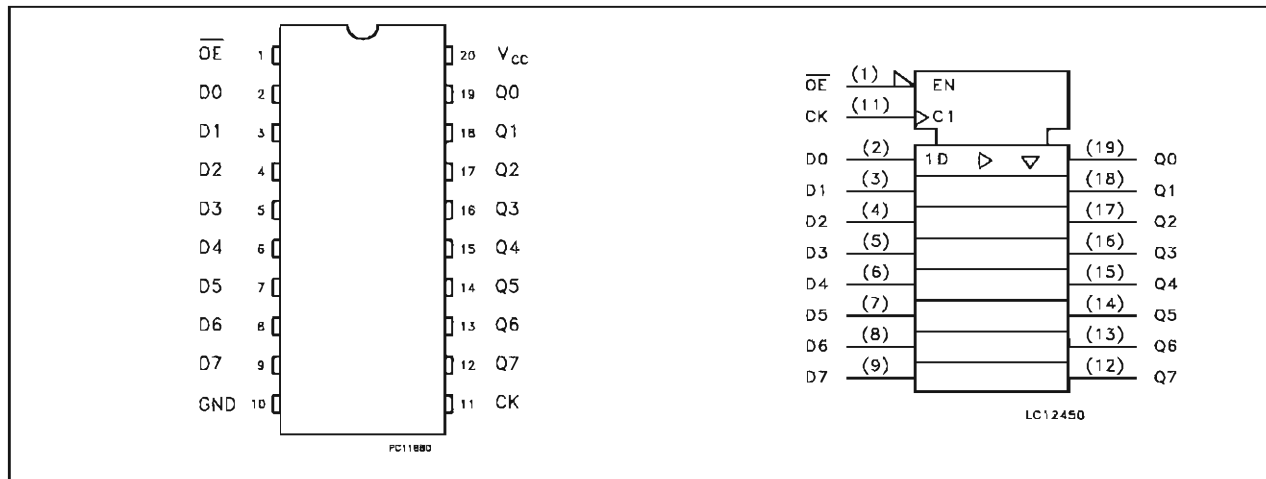 O̅E̅ 1 20 VCC
D0 2 19 Q0
D1 3 18 Q1
D2 4 17 Q2
D3 5 16 Q3
D4 6 15 Q4
D5 7 14 Q5
D6 8 13 Q6
D7 9 12 Q7
GND 10 11 CK
PC11880
O̅E̅ (1) EN
CK (11) C1
D0 (2) 1D (19) Q0
D1 (3) (18) Q1
D2 (4) (17) Q2
D3 (5) (16) Q3
D4 (6) (15) Q4
D5 (7) (14) Q5
D6 (8) (13) Q6
D7 (9) (12) Q7
LC12450